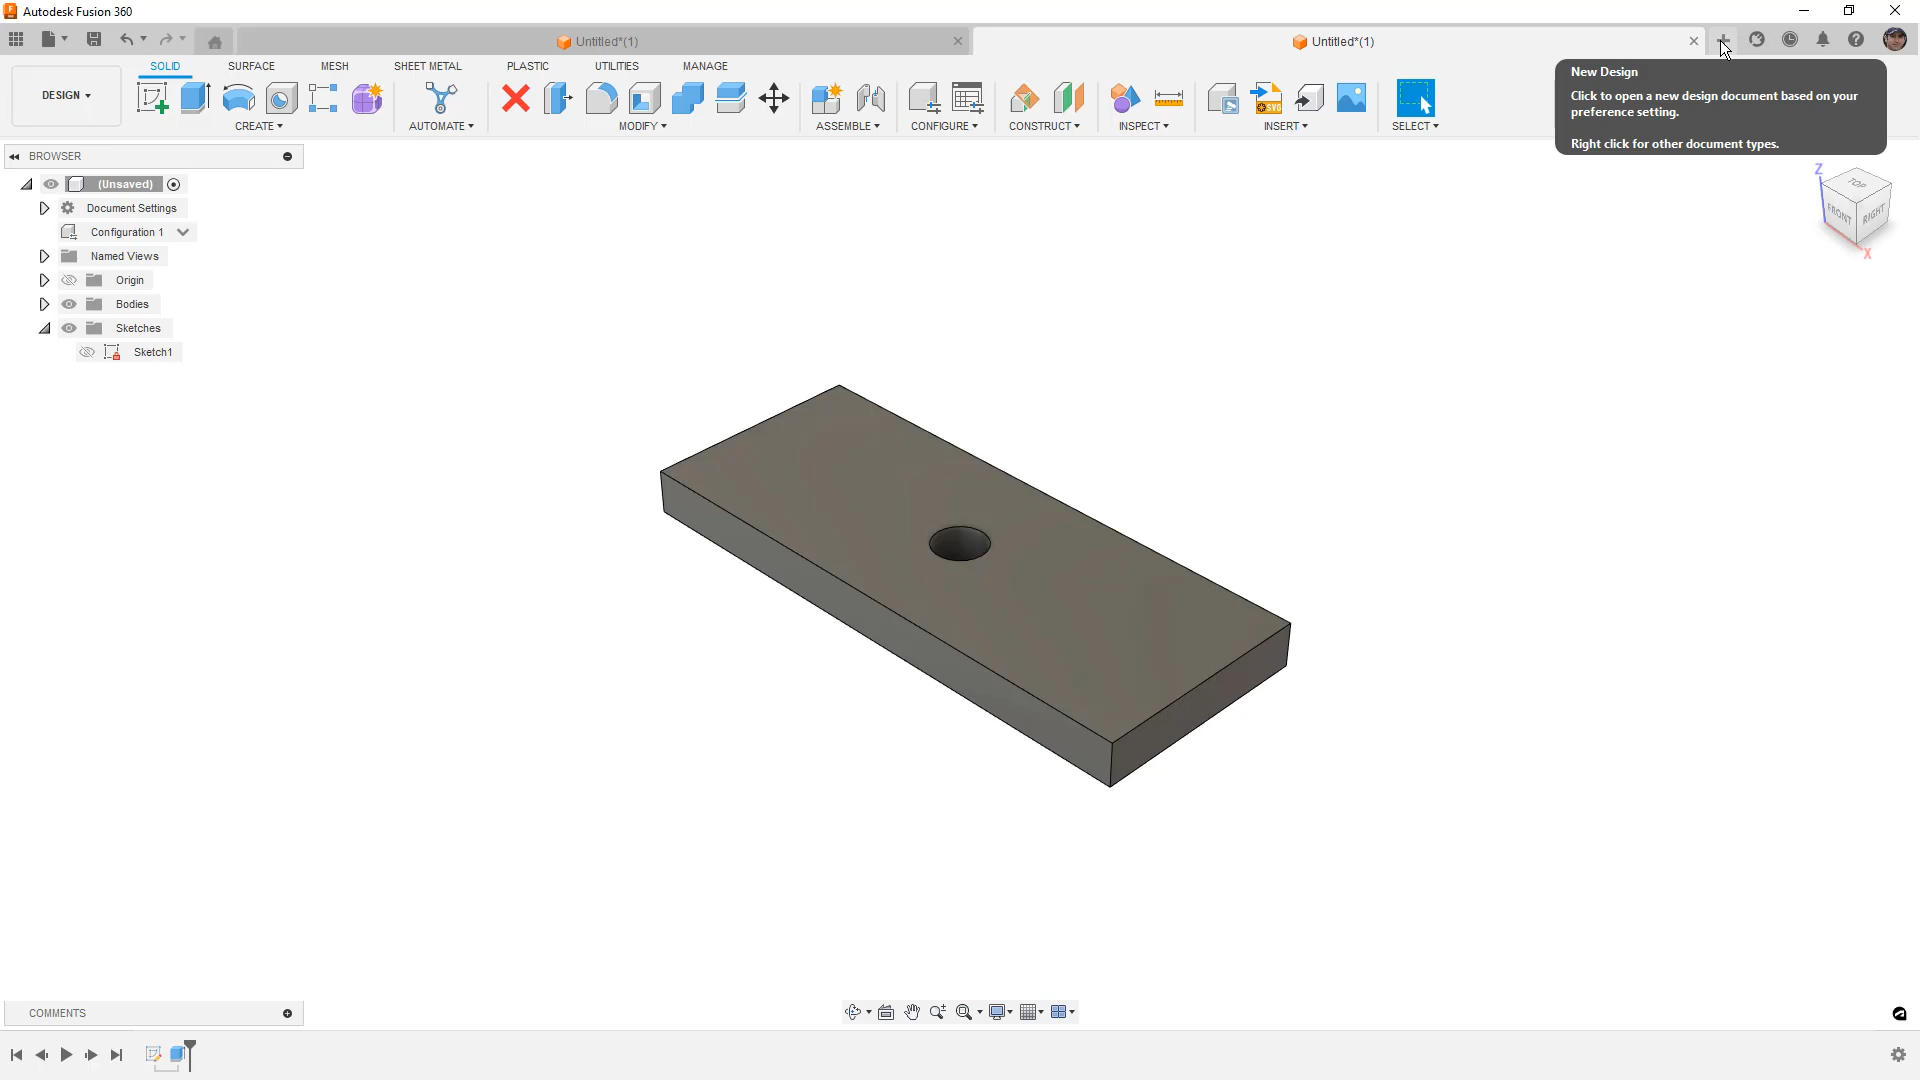 Autodesk Fusion 360
Untitled*(1)
Untitled*(1)
SOLID
SURFACE
MESH
SHEET METAL
PLASTIC
UTILITIES
MANAGE
DESIGN
CREATE
AUTOMATE
MODIFY
ASSEMBLE
CONFIGURE
CONSTRUCT
INSPECT
SVG
INSERT
SELECT
New Design
Click to open a new design document based on your
preference setting.
Right click for other document types.
BROWSER
(Unsaved)
Document Settings
Configuration 1
Named Views
Origin
Bodies
Sketches
Sketch1
Z
TOP
FRONT
RIGHT
X
COMMENTS